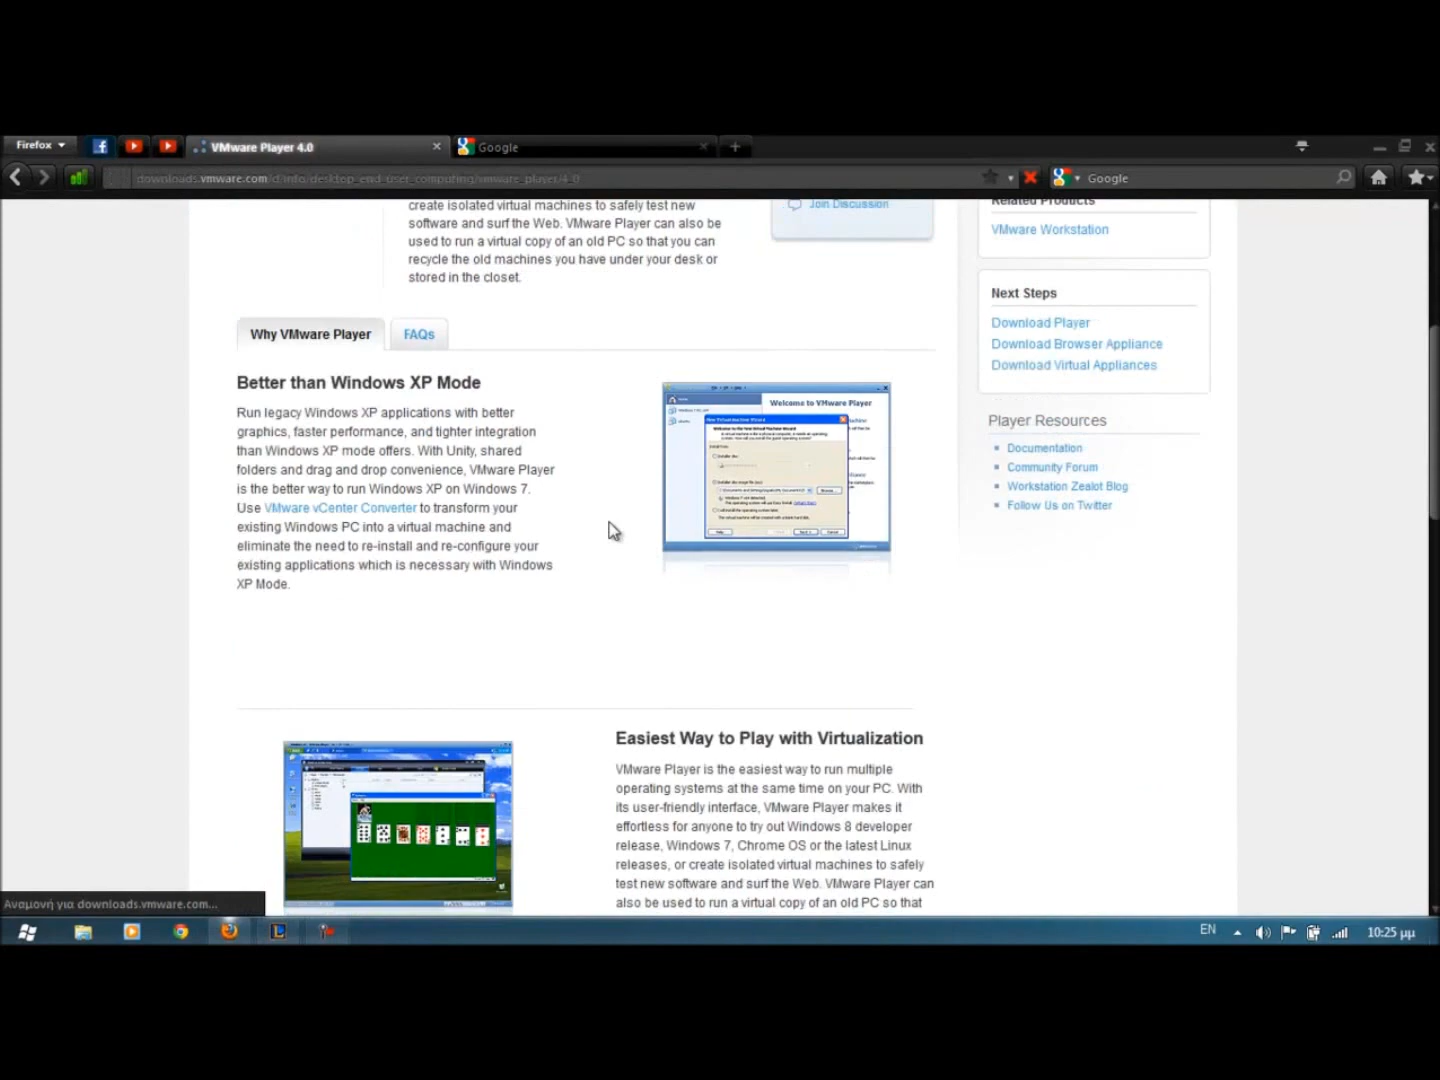 Firefox
VMware Player 4.0
Google
downloads.vmware.com/d/info/desktop_end_user_computing/vmware_player/4_0
Google
create isolated virtual machines to safely test new
software and surf the Web. VMware Player can also be
used to run a virtual copy of an old PC so that you can
recycle the old machines you have under your desk or
stored in the closet.
Join Discussion
Related Products
VMware Workstation
Next Steps
Download Player
Download Browser Appliance
Download Virtual Appliances
Player Resources
Documentation
Community Forum
Workstation Zealot Blog
Follow Us on Twitter
Why VMware Player
FAQs
Better than Windows XP Mode
Run legacy Windows XP applications with better
graphics, faster performance, and tighter integration
than Windows XP mode offers. With Unity, shared
folders and drag and drop convenience, VMware Player
is the better way to run Windows XP on Windows 7.
Use VMware vCenter Converter to transform your
existing Windows PC into a virtual machine and
eliminate the need to re-install and re-configure your
existing applications which is necessary with Windows
XP Mode.
Welcome to VMware Player
Easiest Way to Play with Virtualization
VMware Player is the easiest way to run multiple
operating systems at the same time on your PC. With
its user-friendly interface, VMware Player makes it
effortless for anyone to try out Windows 8 developer
release, Windows 7, Chrome OS or the latest Linux
releases, or create isolated virtual machines to safely
test new software and surf the Web. VMware Player can
also be used to run a virtual copy of an old PC so that
Αναμονή για downloads.vmware.com...
EN
10:25 μμ